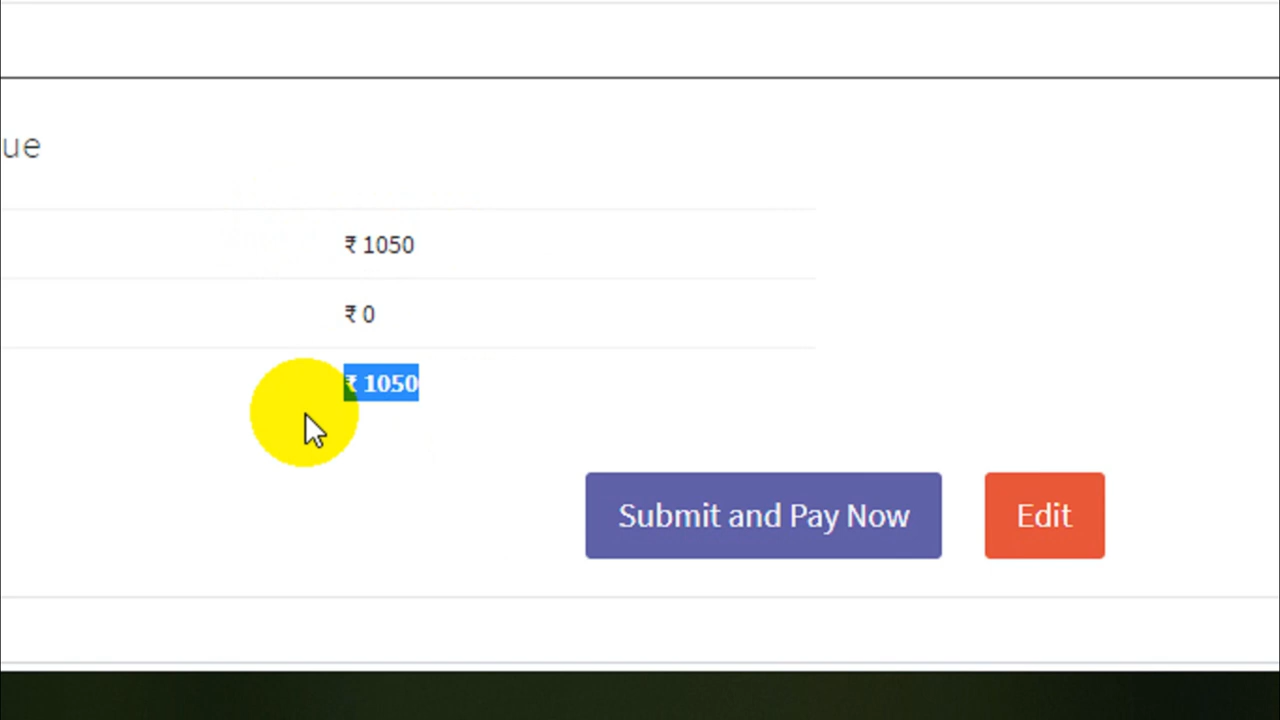 ue
₹ 1050
₹ 0
₹ 1050
Submit and Pay Now
Edit